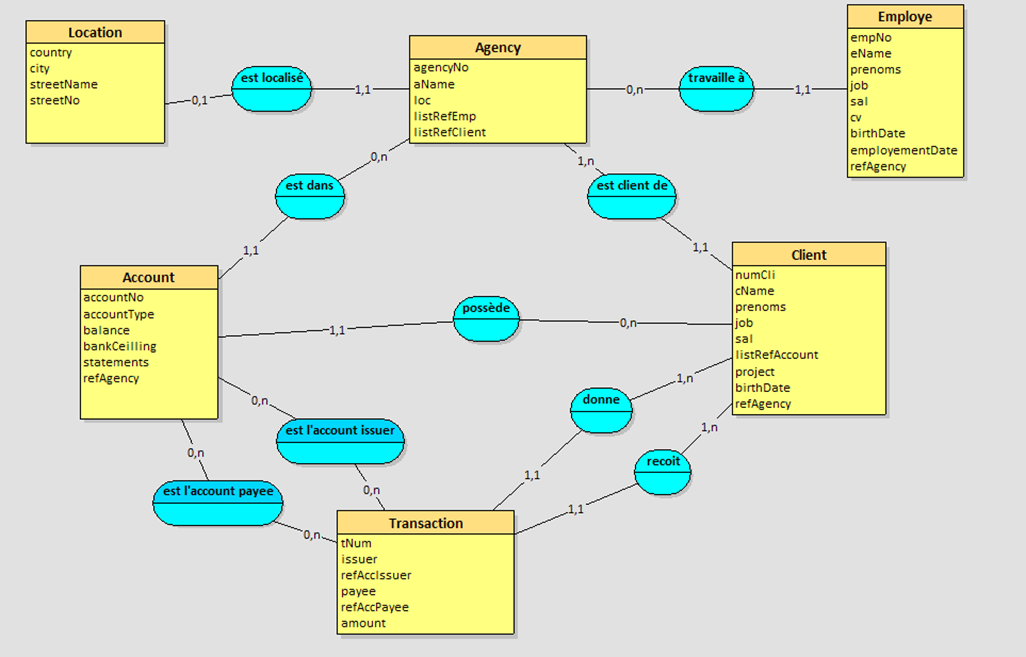 Location
country
city
streetName
streetNo
0,1
est localisé
1,1
Agency
agencyNo
aName
loc
listRefEmp
listRefClient
0,n
travaille à
1,1
Employe
empNo
eName
prenoms
job
sal
cv
birthDate
employementDate
refAgency
0,n
est dans
1,1
1,n
est client de
1,1
Account
accountNo
accountType
balance
bankCeilling
statements
refAgency
1,1
possède
0,n
Client
numCli
cName
prenoms
job
sal
listRefAccount
project
birthDate
refAgency
0,n
est l'account issuer
0,n
0,n
est l'account payee
0,n
1,n
donne
1,1
1,n
recoit
1,1
Transaction
tNum
issuer
refAccIssuer
payee
refAccPayee
amount